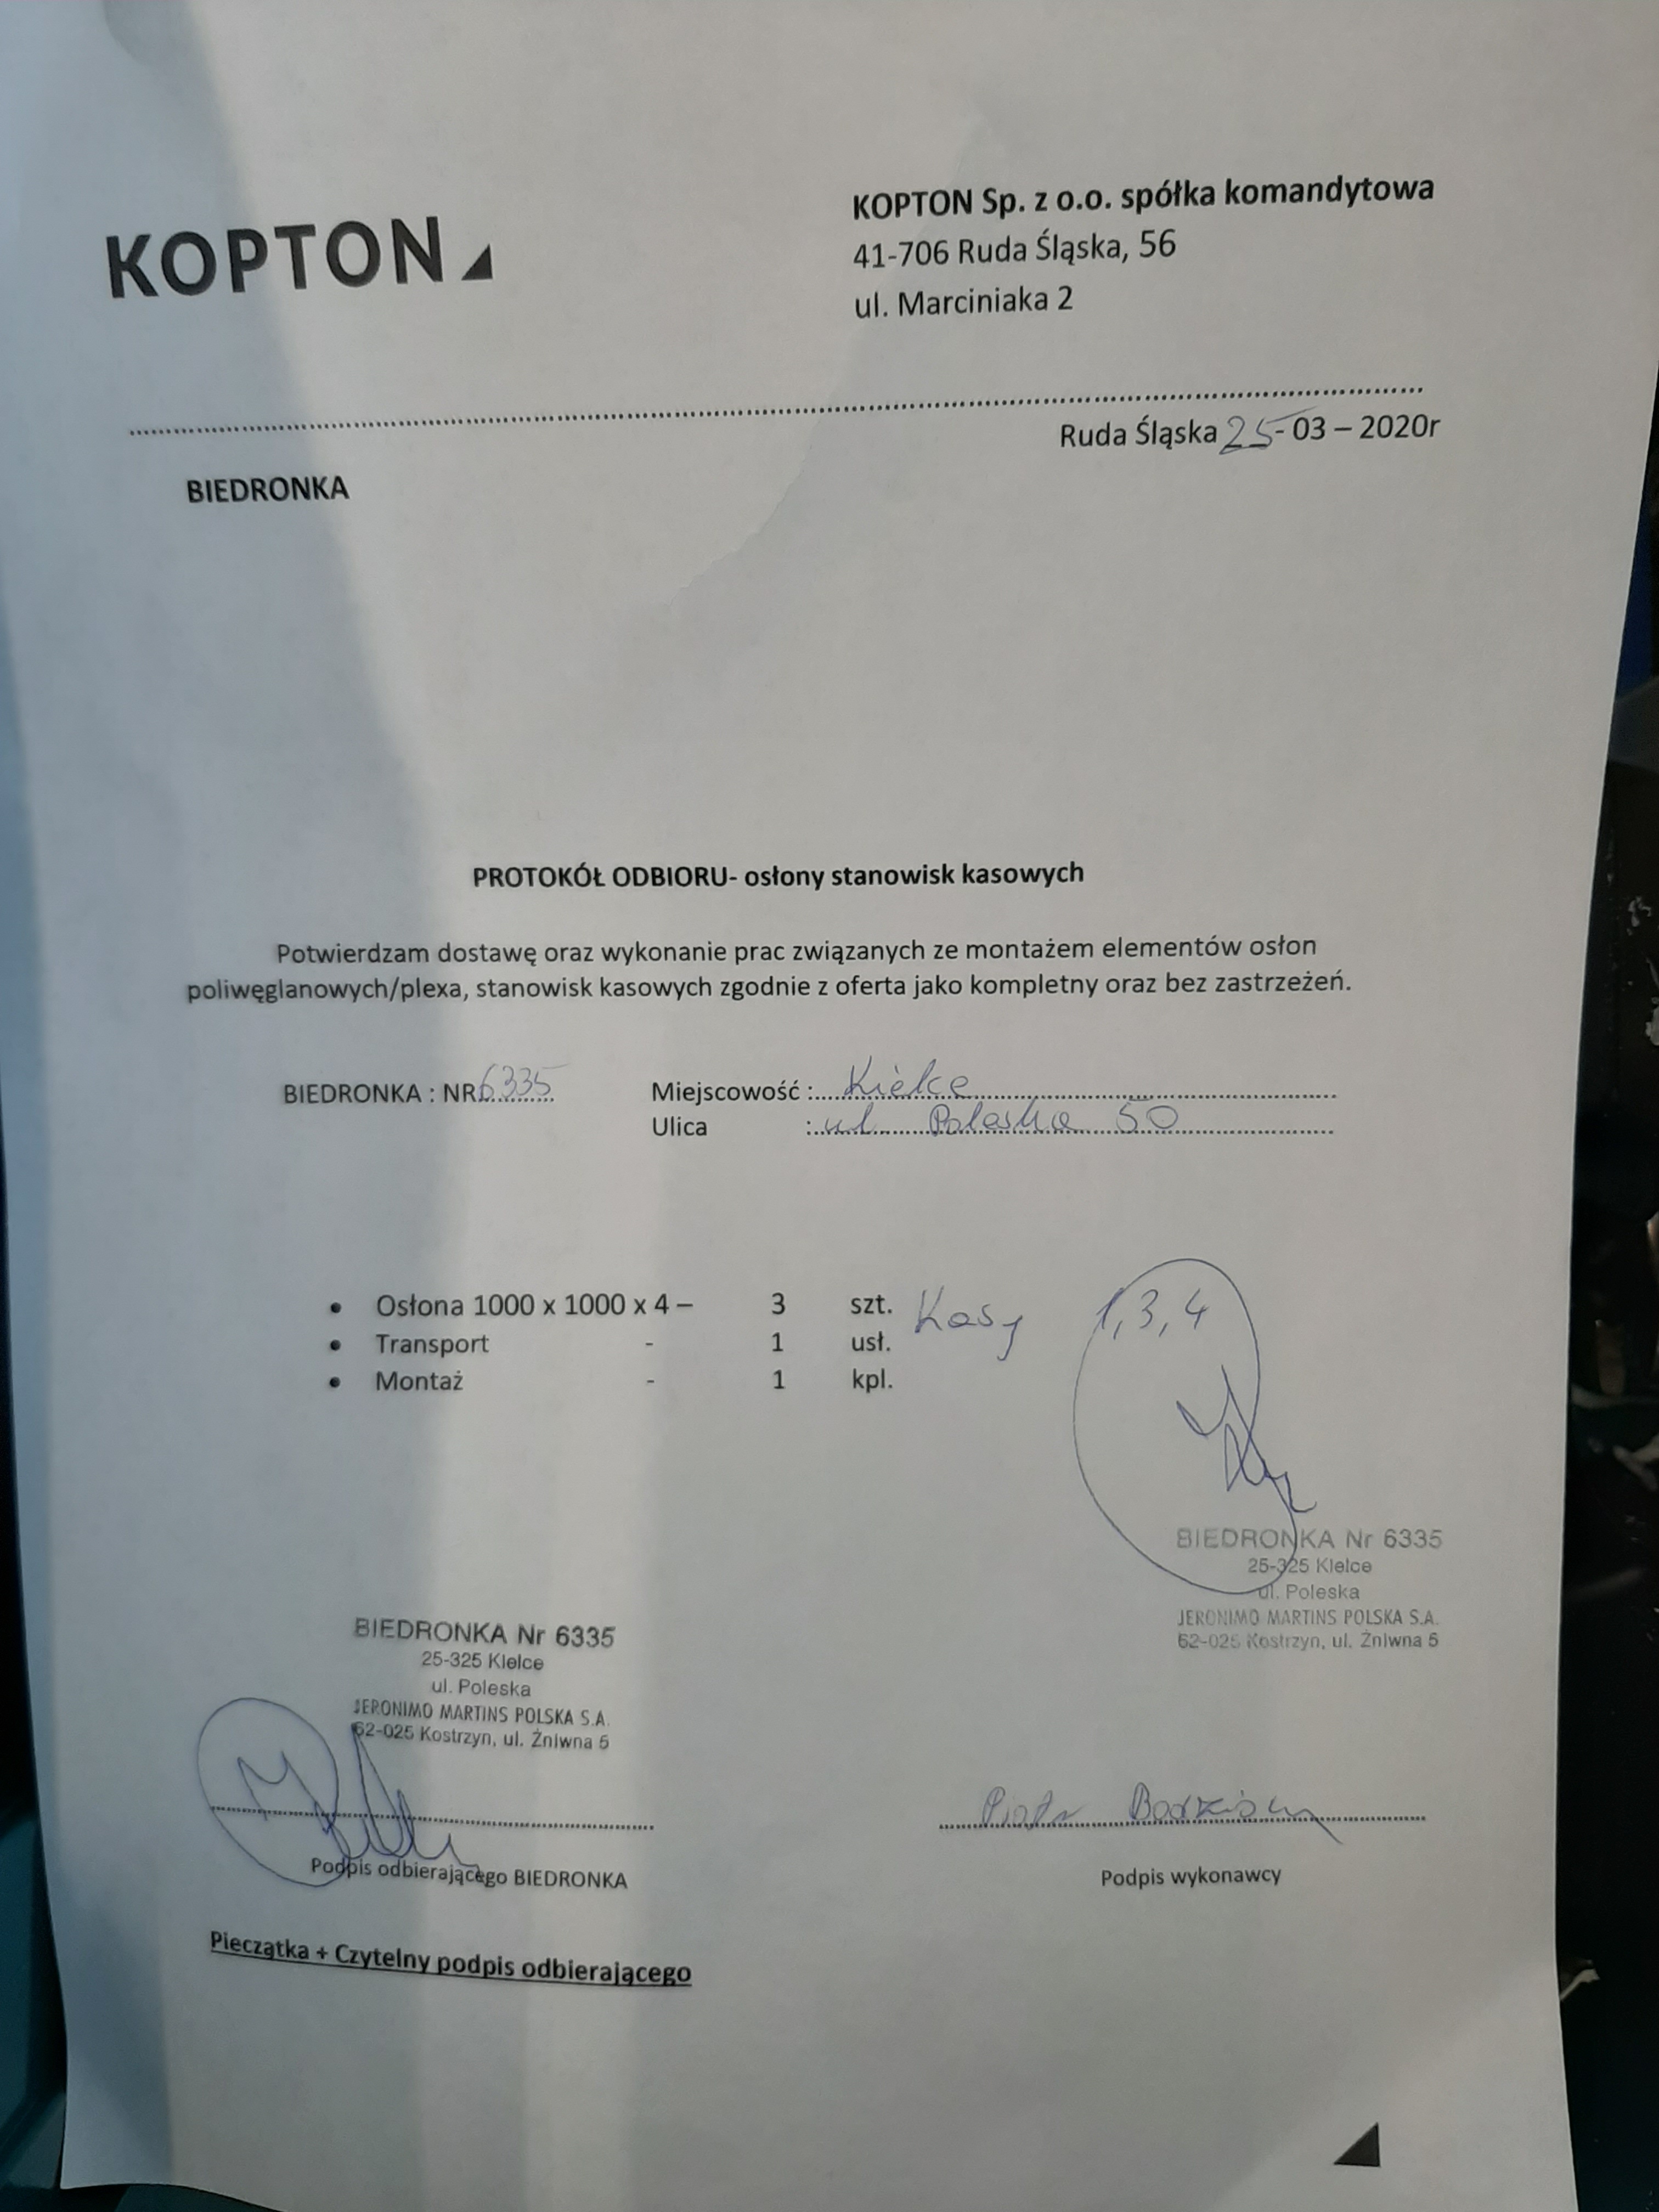 KOPTON
KOPTON Sp. z o.o. spółka komandytowa
41-706 Ruda Śląska, 56
ul. Marciniaka 2
Ruda Śląska 25-03 – 2020r
BIEDRONKA
PROTOKÓŁ ODBIORU- osłony stanowisk kasowych
Potwierdzam dostawę oraz wykonanie prac związanych ze montażem elementów osłon
poliwęglanowych/plexa, stanowisk kasowych zgodnie z oferta jako kompletny oraz bez zastrzeżeń.
BIEDRONKA : NR 6335 Miejscowość : Kielce
Ulica : ul. Poleska 50
• Osłona 1000 x 1000 x 4 – 3 szt. Kasy 1,3,4
• Transport - 1 usł.
• Montaż - 1 kpl.
BIEDRONKA Nr 6335
25-325 Kielce
ul. Poleska
JERONIMO MARTINS POLSKA S.A.
62-025 Kostrzyn, ul. Żniwna 5
BIEDRONKA Nr 6335
25-325 Kielce
ul. Poleska
JERONIMO MARTINS POLSKA S.A.
62-025 Kostrzyn, ul. Żniwna 5
Piotr
Podpis odbierającego BIEDRONKA
Podpis wykonawcy
Pieczątka + Czytelny podpis odbierającego